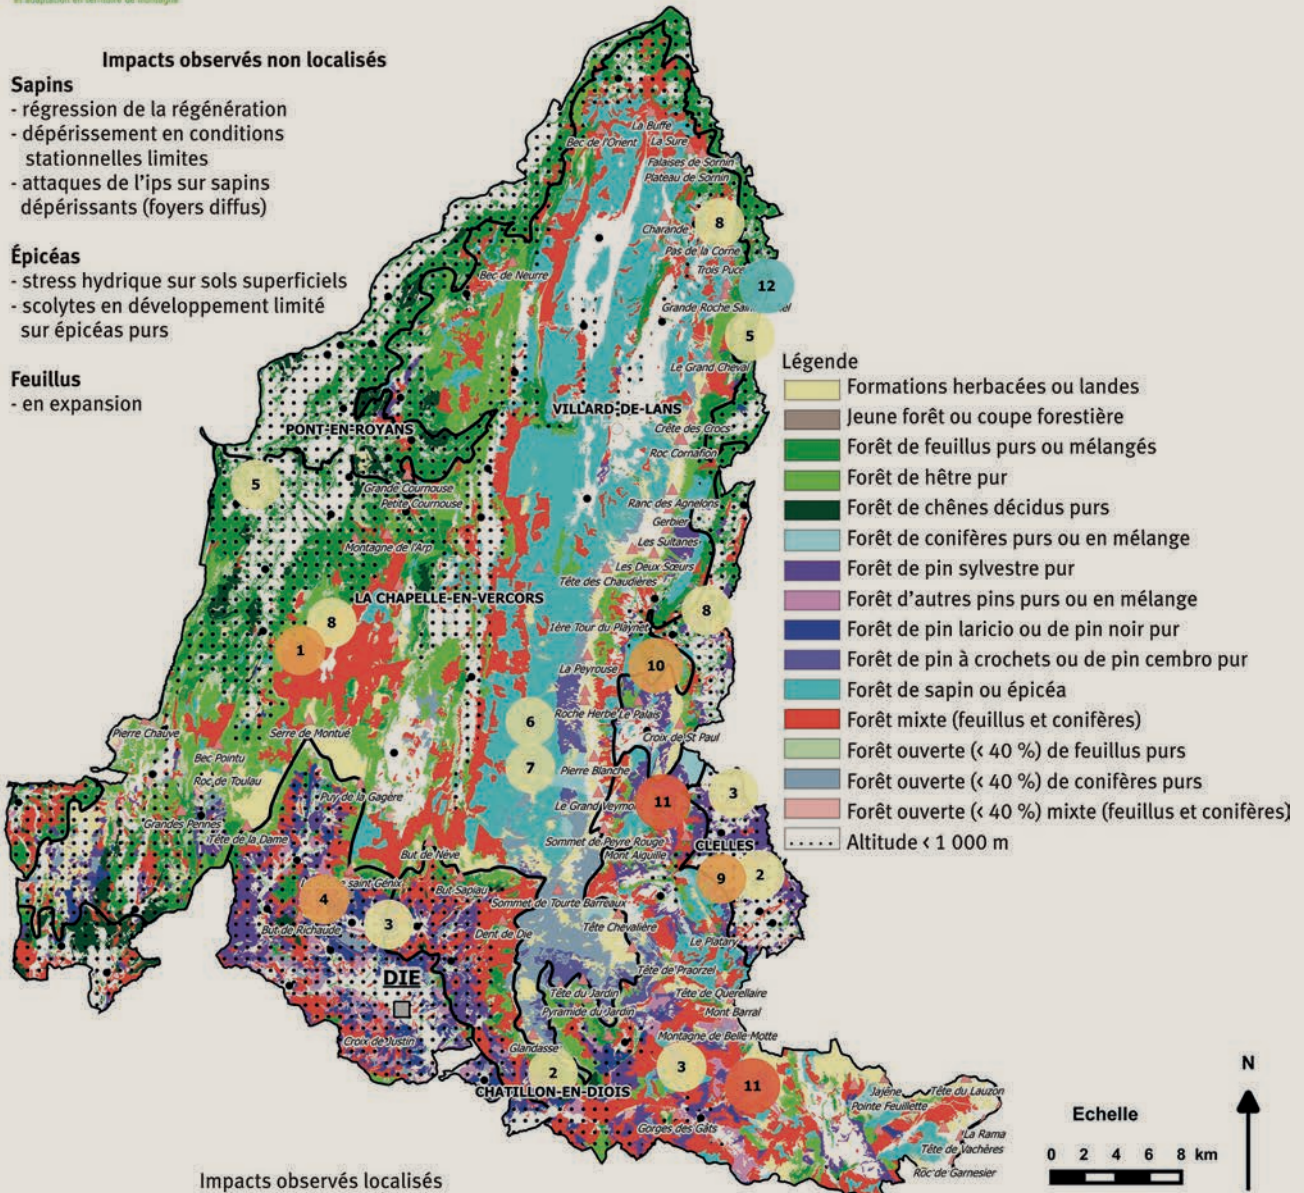 et adaptation en territoire de montagne
Impacts observés non localisés
Sapins
- régression de la régénération
- dépérissement en conditions
stationnelles limites
- attaques de l'ips sur sapins
dépérissants (foyers diffus)
Épicéas
- stress hydrique sur sols superficiels
- scolytes en développement limité
sur épicéas purs
Feuillus
- en expansion
La Buffe
Bec de l'Orient
La Sure
Falaises de Sornin
Plateau de Sornin
Charande
8
Pas de la Corne
Bec de Neurre
Trois Puce
12
Grande Roche Sain
el
5
Le Grand Cheval
VILLARD-DE-LANS
PONT-EN-ROYANS
Crête des Crocs
Roc Cornafion
5
Grande Cournouse
Petite Cournouse
Ranc des Agnelons
Gerbier
Les Sultanes
Montagne de l'Arp
Les Deux Sœurs
Tête des Chaudières
LA CHAPELLE-EN-VERCORS
8
8
1ère Tour du Playnet
1
La Peyrouse
10
Roche Herbe
Le Palais
6
Pierre Chauve
Serre de Montué
Croix de St Paul
Bec Pointu
7
Pierre Blanche
Roc de Toulau
Puy de la Gagère
Le Grand Veymo
11
3
Grandes Pennes
Tête de la Dame
Sommet de Peyre Rouge
CLELLES
But de Nève
Mont Aiguille
saint Génix
But Sapiau
9
2
4
Sommet de Tourte Barreaux
3
But de Richaude
Dent de Die
Tête Chevalière
Le Platary
DIE
Tête de Praorzel
Tête du Jardin
Tête de Querellaire
Pyramide du Jardin
Mont Barral
Croix de Justin
Montagne de Belle Motte
Glandasse
2
3
11
CHATILLON-EN-DIOIS
Jajène
Tête du Lauzon
Pointe Feuillette
Gorges des Gâts
La Rama
Tête de Vachères
Roc de Garnesier
Légende
Formations herbacées ou landes
Jeune forêt ou coupe forestière
Forêt de feuillus purs ou mélangés
Forêt de hêtre pur
Forêt de chênes décidus purs
Forêt de conifères purs ou en mélange
Forêt de pin sylvestre pur
Forêt d'autres pins purs ou en mélange
Forêt de pin laricio ou de pin noir pur
Forêt de pin à crochets ou de pin cembro pur
Forêt de sapin ou épicéa
Forêt mixte (feuillus et conifères)
Forêt ouverte (< 40 %) de feuillus purs
Forêt ouverte (< 40 %) de conifères purs
Forêt ouverte (< 40 %) mixte (feuillus et conifères)
Altitude < 1 000 m
N
Echelle
0 2 4 6 8 km
Impacts observés localisés